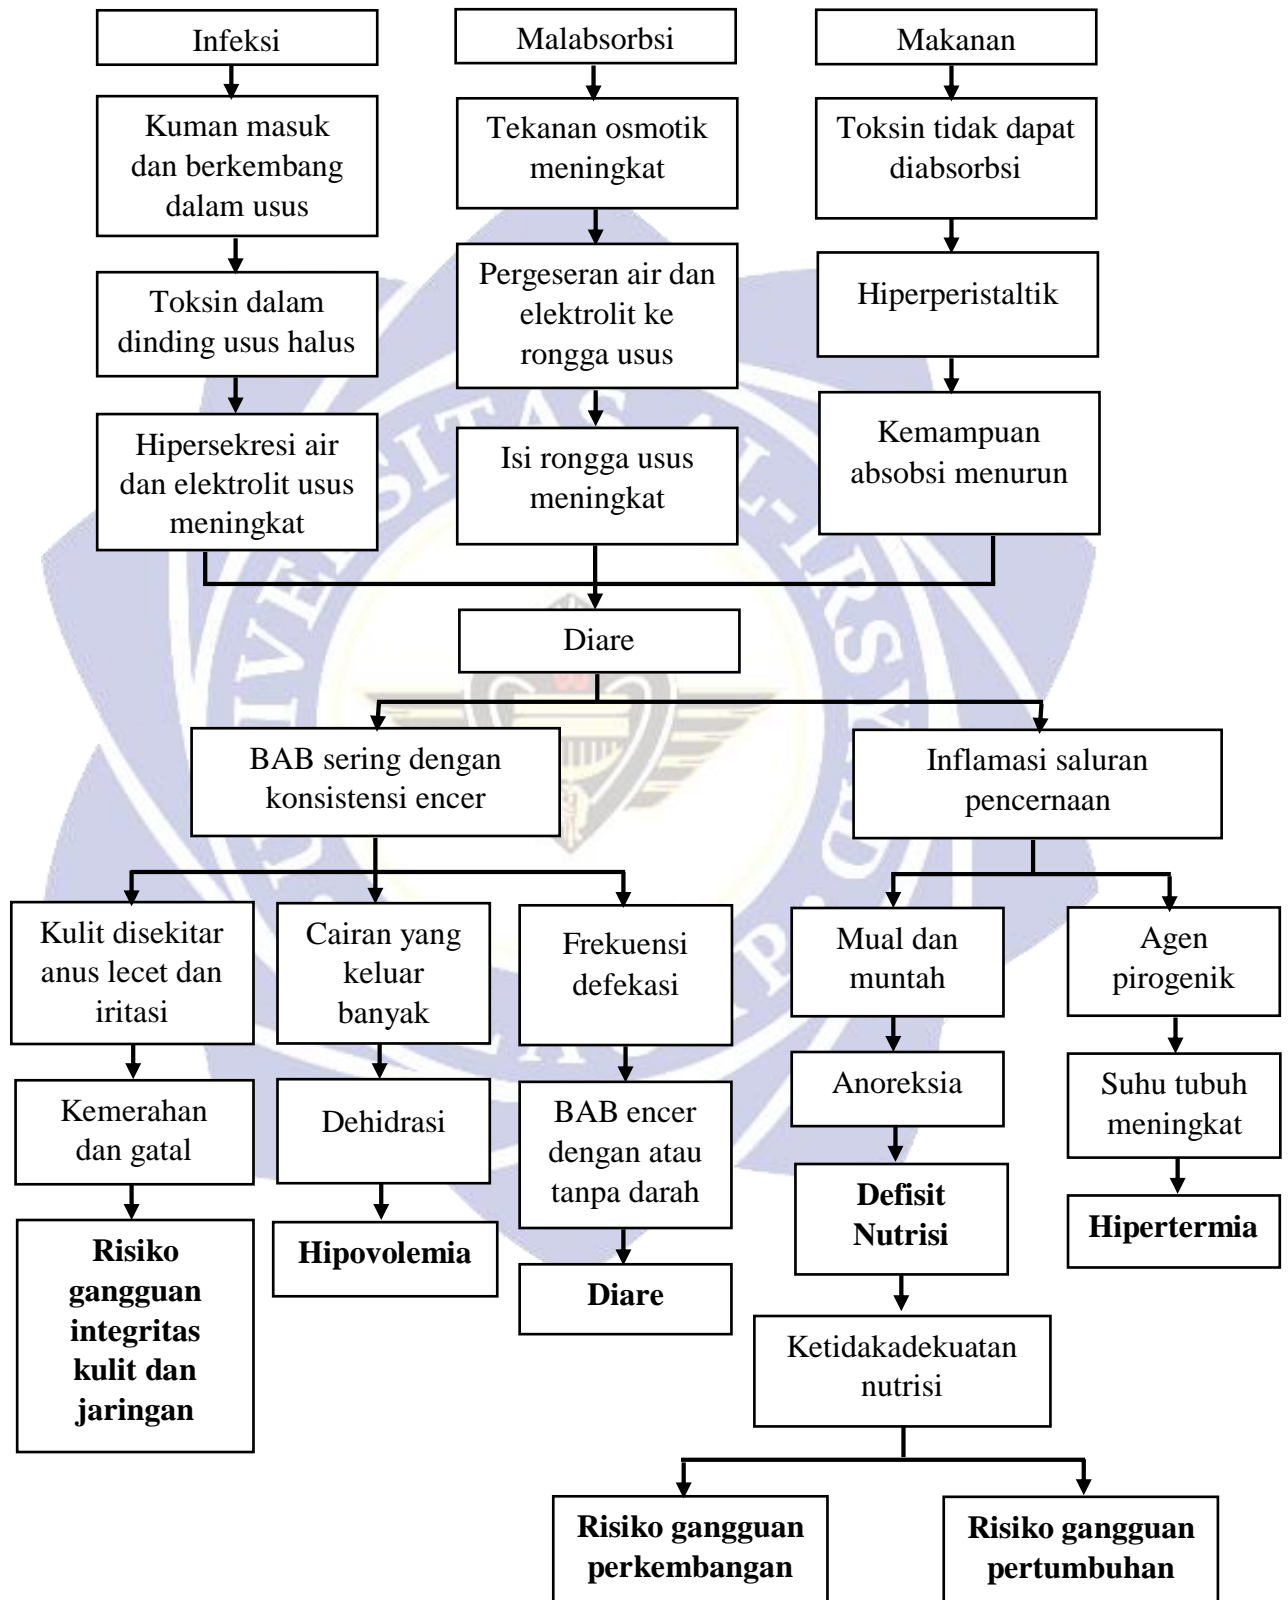 Infeksi
Malabsorbsi
Makanan
Kuman masuk
dan berkembang
dalam usus
Tekanan osmotik
meningkat
Toksin tidak dapat
diabsorbsi
Toksin dalam
dinding usus halus
Pergeseran air dan
elektrolit ke
rongga usus
Hiperperistaltik
Hipersekresi air
dan elektrolit usus
meningkat
Isi rongga usus
meningkat
Kemampuan
absobsi menurun
Diare
BAB sering dengan
konsistensi encer
Inflamasi saluran
pencernaan
Kulit disekitar
anus lecet dan
iritasi
Cairan yang
keluar
banyak
Frekuensi
defekasi
Mual dan
muntah
Agen
pirogenik
Kemerahan
dan gatal
Dehidrasi
BAB encer
dengan atau
tanpa darah
Anoreksia
Suhu tubuh
meningkat
Risiko
gangguan
integritas
kulit dan
jaringan
Hipovolemia
Diare
Defisit
Nutrisi
Hipertermia
Ketidakadekuatan
nutrisi
Risiko gangguan
perkembangan
Risiko gangguan
pertumbuhan